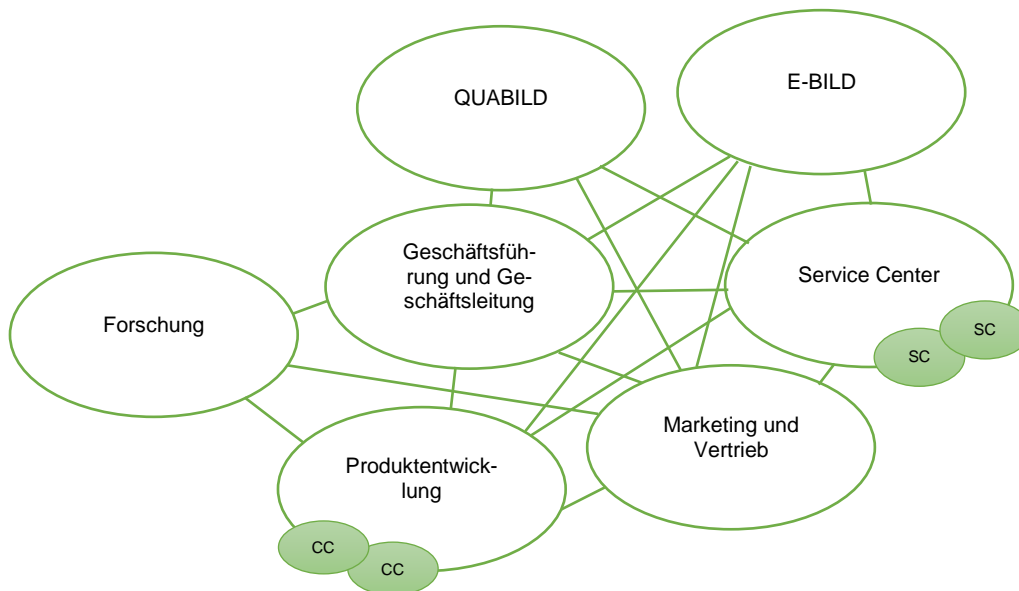 QUABILD
E-BILD
Geschäftsfüh-
rung und Ge-
schäftsleitung
Service Center
Forschung
SC
SC
Marketing und
Vertrieb
Produktentwick-
lung
CC
CC